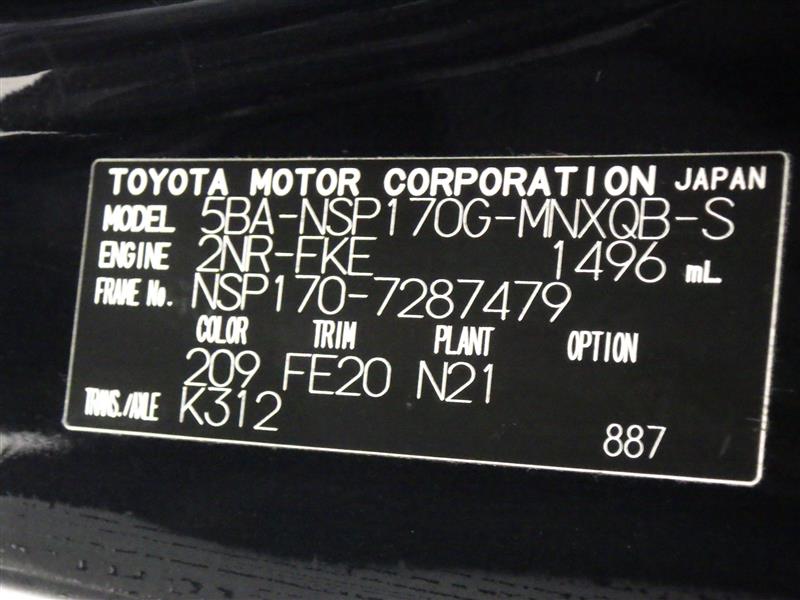 TOYOTA MOTOR CORPORATION JAPAN
MODEL 5BA-NSP170G-MNXQB-S
ENGINE 2NR-FKE 1496 mL
FRAME No. NSP170-7287479
COLOR TRIM PLANT OPTION
209 FE20 N21
TRANS./AXLE K312
887